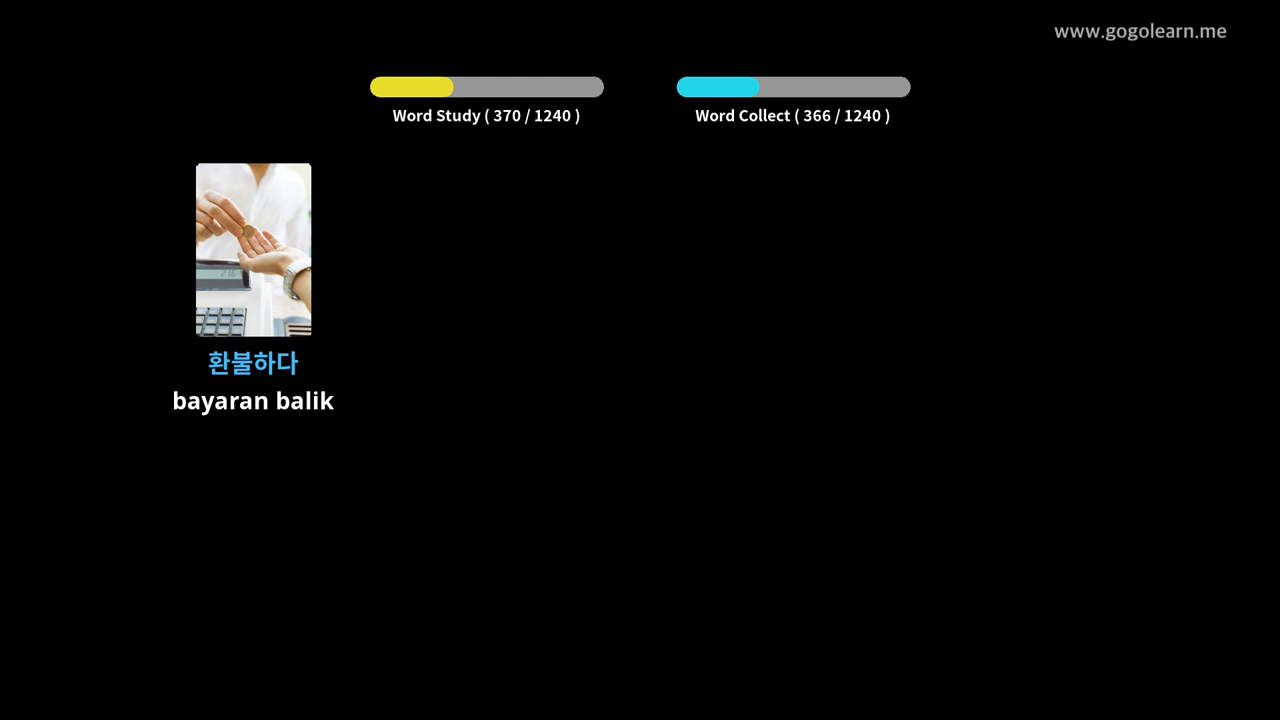 www.gogolearn.me
Word Study ( 370 / 1240 )
Word Collect ( 366 / 1240 )
환불하다
bayaran balik